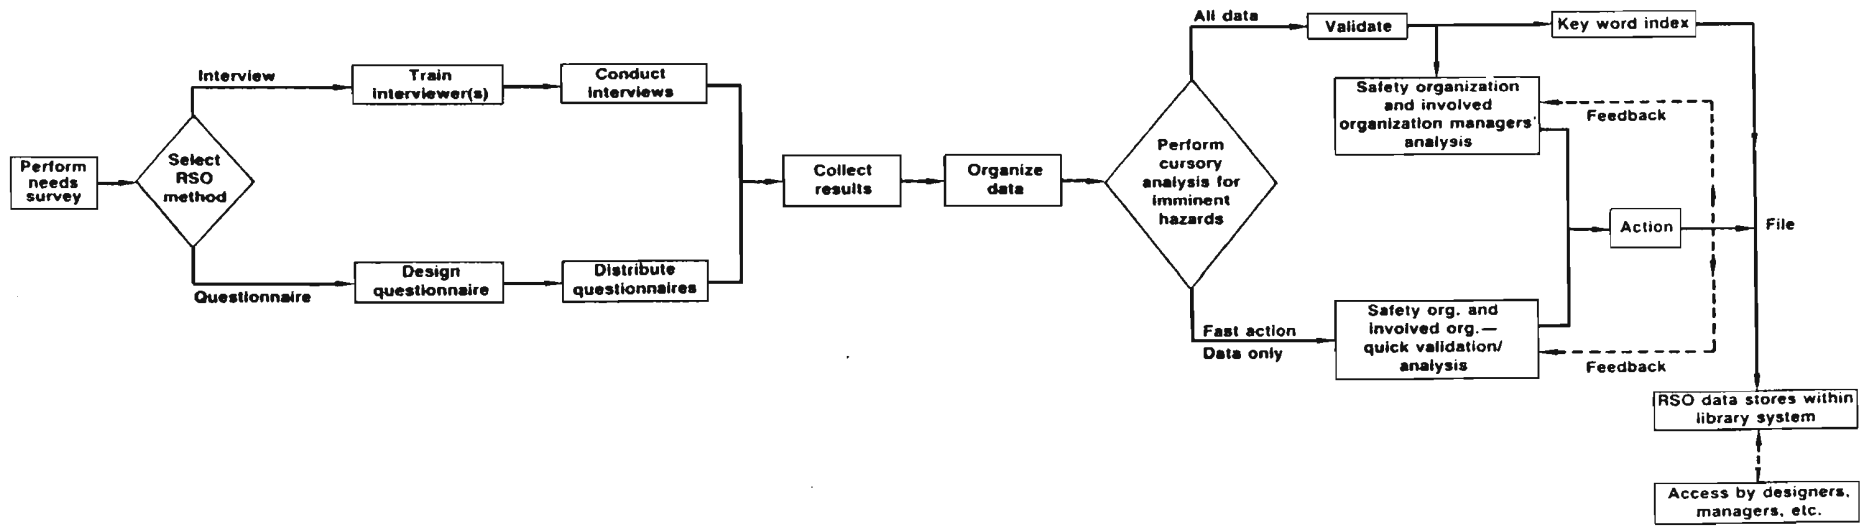 Perform
needs
survey
Select
RSO
method
Interview
Train
interviewer(s)
Conduct
interviews
Questionnaire
Design
questionnaire
Distribute
questionnaires
Collect
results
Organize
data
Perform
cursory
analysis for
imminent
hazards
All data
Validate
Key word index
Safety organization
and involved
organization managers'
analysis
Feedback
Fast action
Data only
Safety org. and
involved org.—
quick validation/
analysis
Feedback
Action
File
RSO data stores within
library system
Access by designers,
managers, etc.